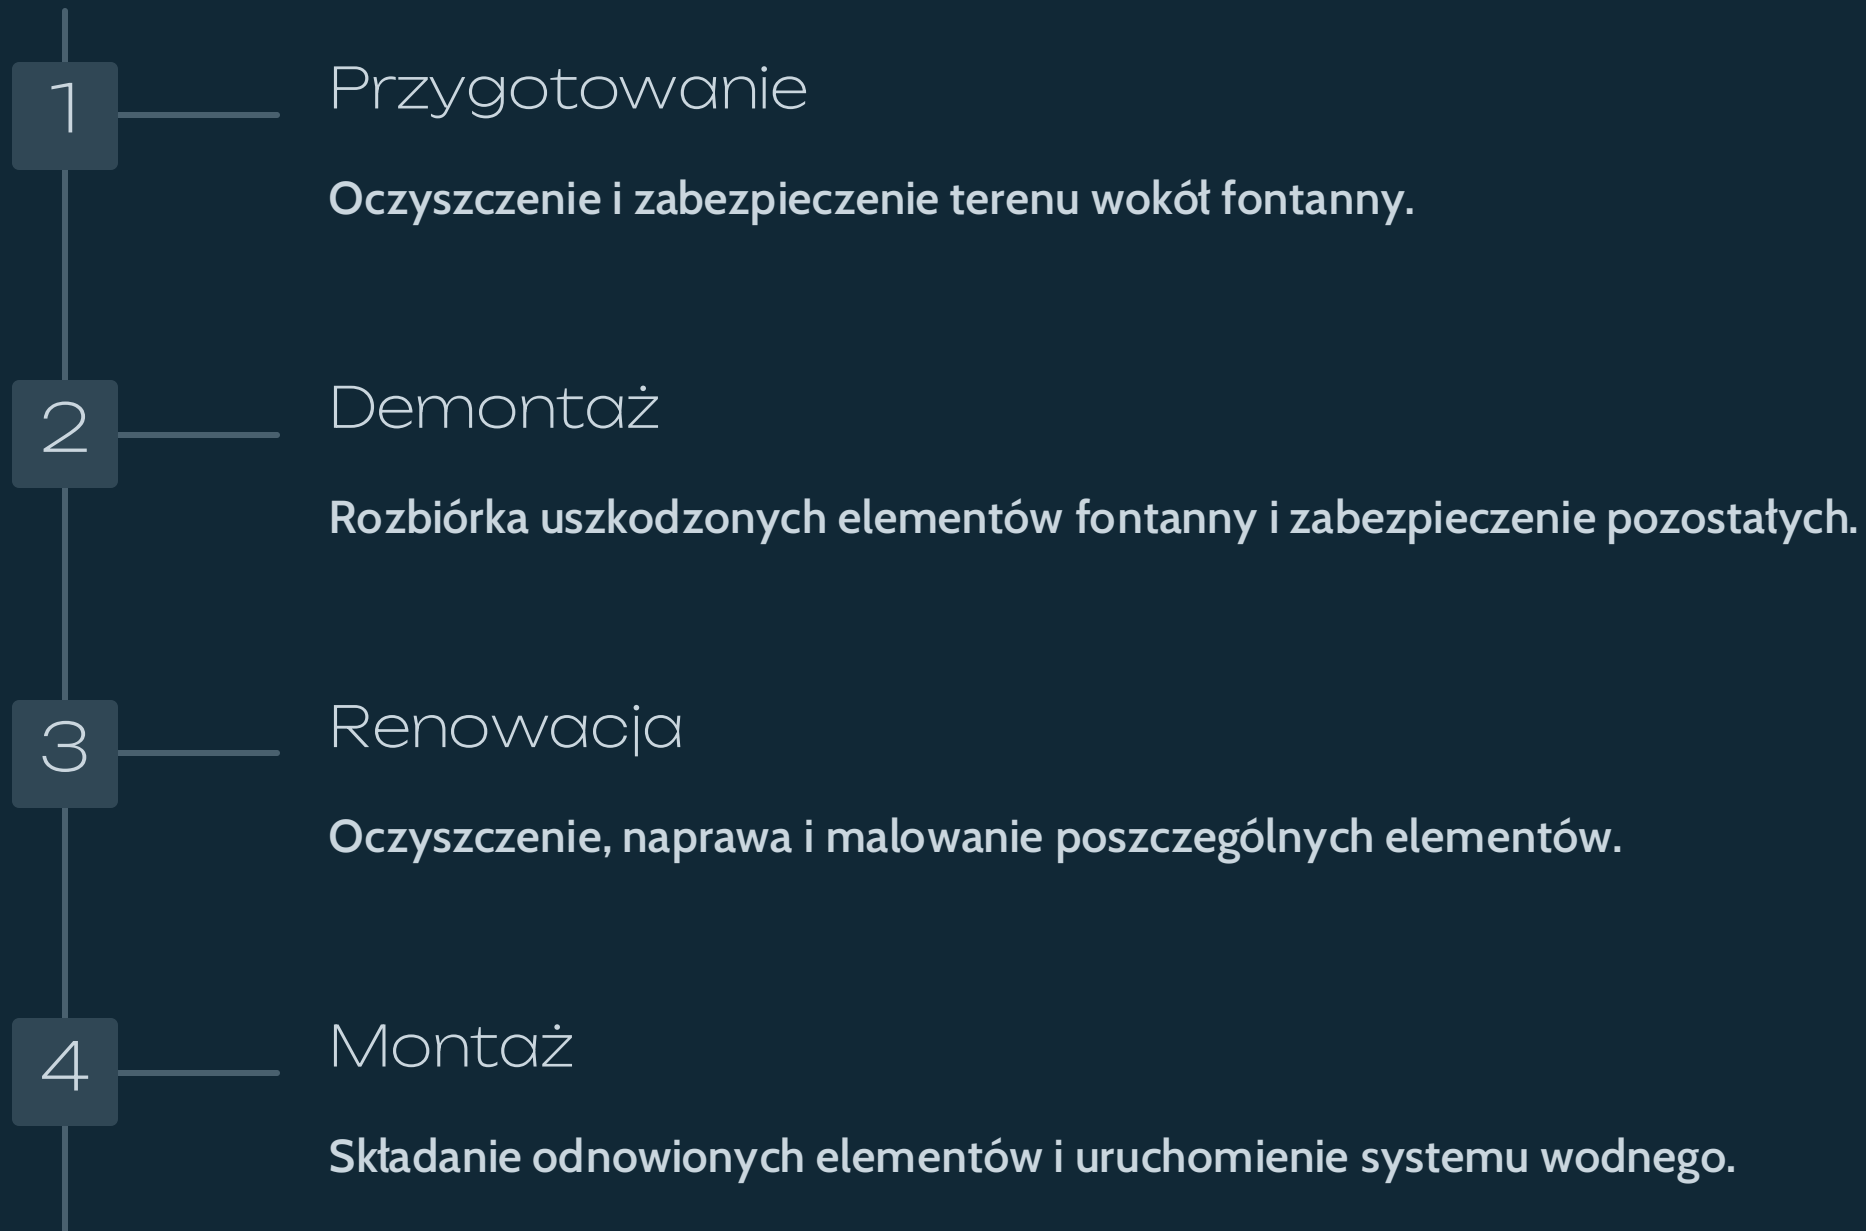 1
Przygotowanie
Oczyszczenie i zabezpieczenie terenu wokół fontanny.
2
Demontaż
Rozbiórka uszkodzonych elementów fontanny i zabezpieczenie pozostałych.
3
Renowacja
Oczyszczenie, naprawa i malowanie poszczególnych elementów.
4
Montaż
Składanie odnowionych elementów i uruchomienie systemu wodnego.